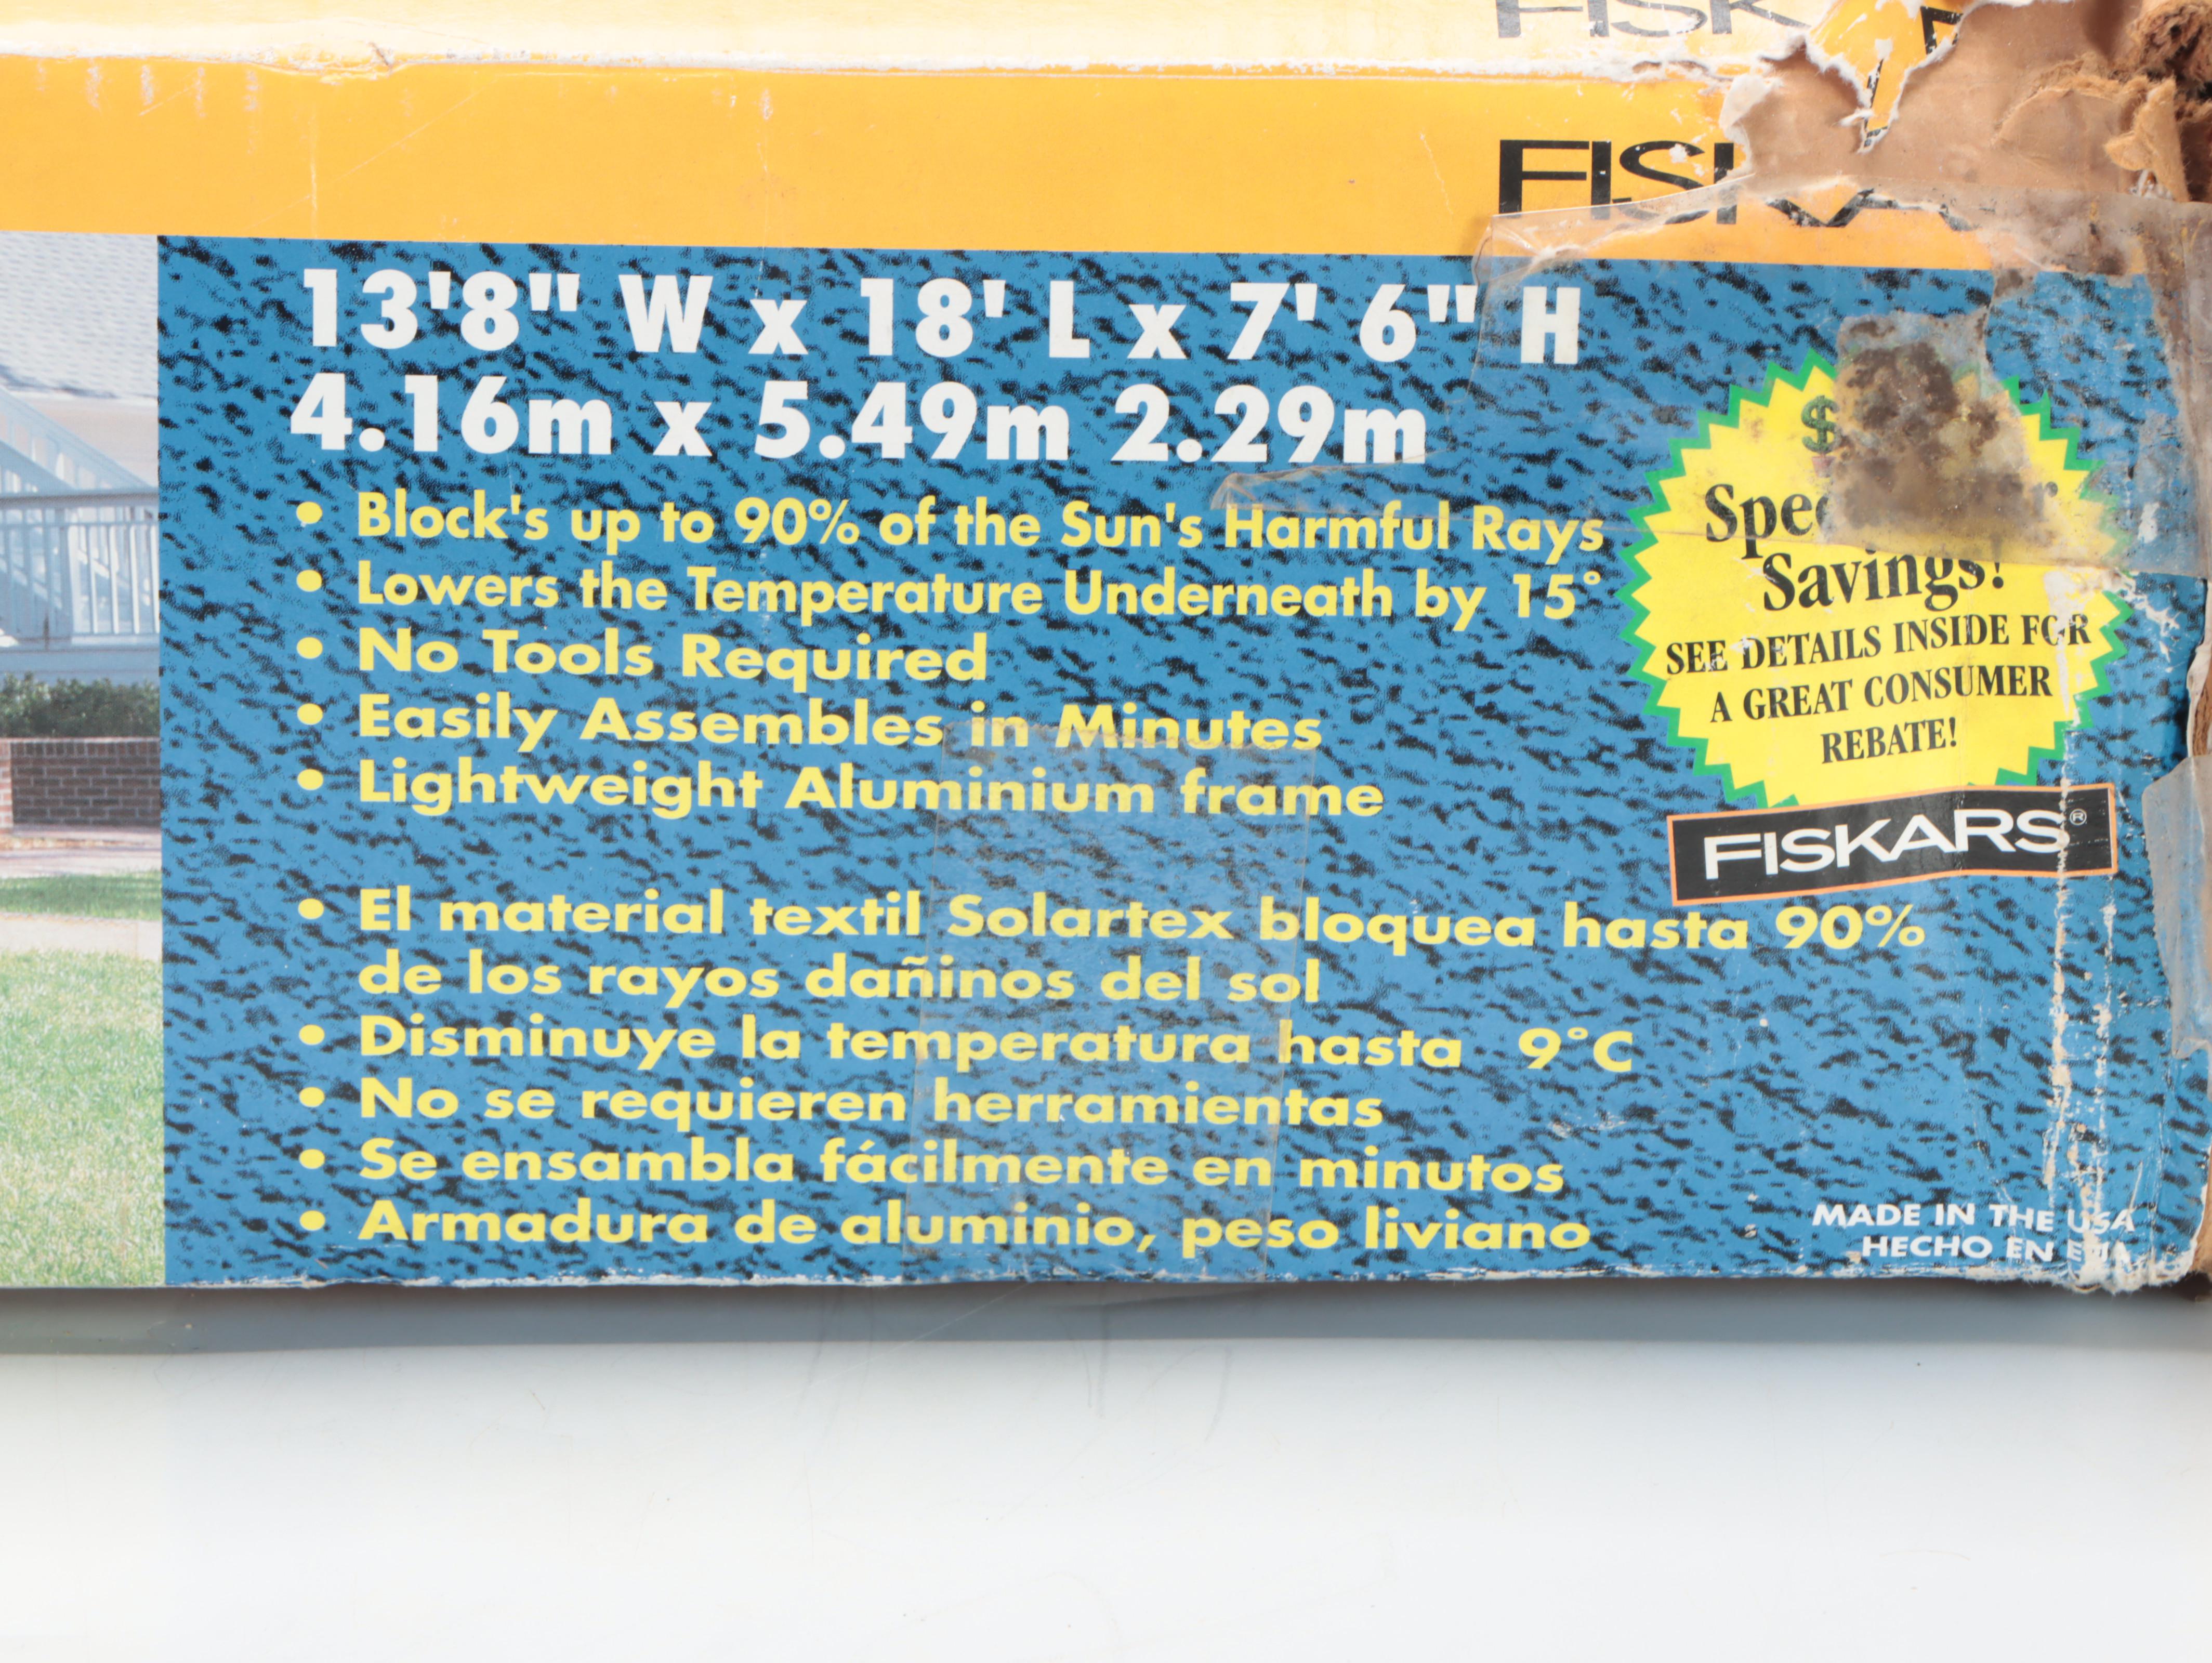 FISK
FISKA
13'8" W x 18' L x 7' 6" H
4.16m x 5.49m 2.29m
• Block's up to 90% of the Sun's Harmful Rays
• Lowers the Temperature Underneath by 15°
• No Tools Required
• Easily Assembles in Minutes
• Lightweight Aluminium frame
$
Savings!
SEE DETAILS INSIDE FOR
A GREAT CONSUMER
REBATE!
FISKARS®
• El material textil Solartex bloquea hasta 90%
de los rayos dañinos del sol
• Disminuye la temperatura hasta 9°C
• No se requieren herramientas
• Se ensambla fácilmente en minutos
• Armadura de aluminio, peso liviano
MADE IN THE USA
HECHO EN